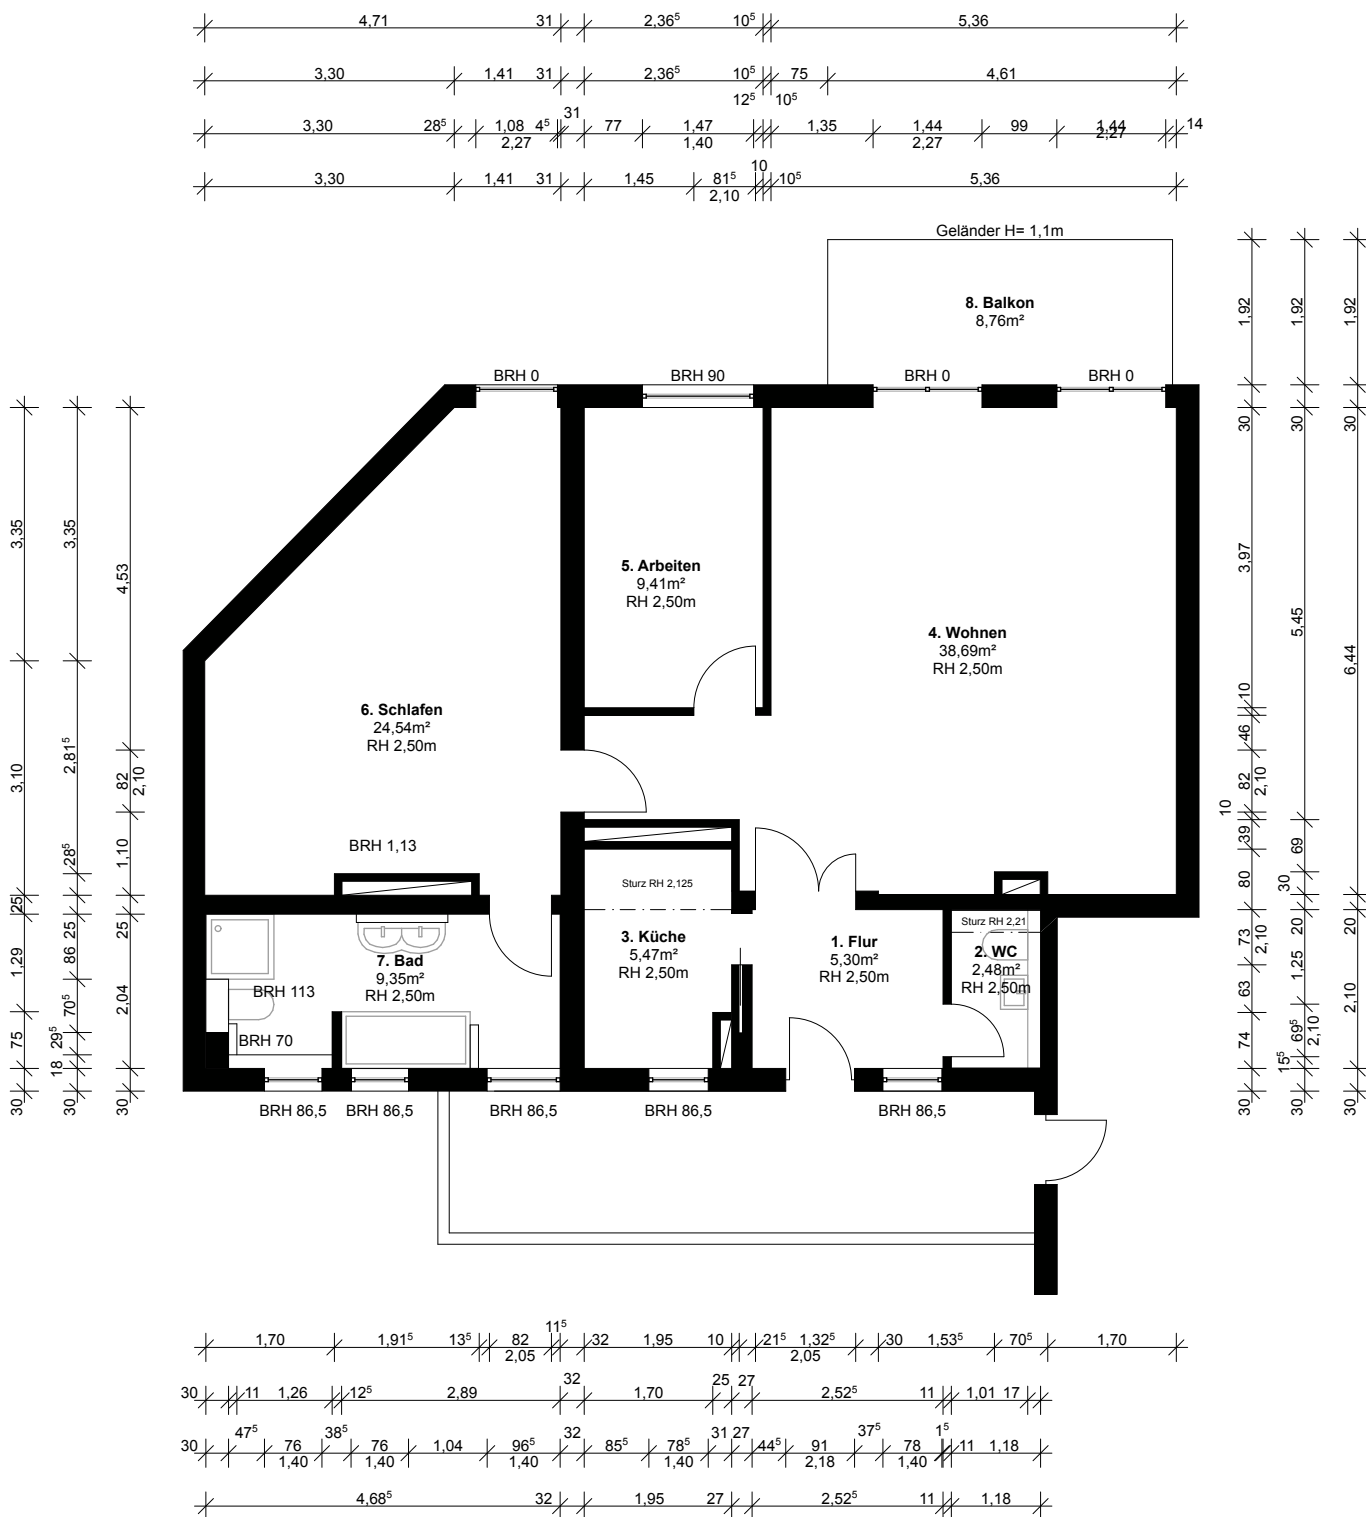 4,71 31 2,36⁵ 10⁵ 5,36
3,30 1,41 31 2,36⁵ 10⁵ 75 4,61
12⁵ 10⁵
31
3,30 28⁵ 1,08 4⁵ 77 1,47 1,35 1,44 99 1,44 14
2,27 1,40 2,27 2,27
10
3,30 1,41 31 1,45 81⁵ 10⁵ 5,36
2,10
Geländer H= 1,1m
8. Balkon
8,76m²
1,92 1,92 1,92
BRH 0 BRH 90 BRH 0 BRH 0
30 30 30
3,35 3,35 4,53
3,97 5,45 6,44
5. Arbeiten
9,41m²
RH 2,50m
4. Wohnen
38,69m²
RH 2,50m
6. Schlafen
24,54m²
RH 2,50m
10
46
3,10 2,81⁵ 82 2,10
82 2,10
10
BRH 1,13
28⁵ 1,10
39 69
Sturz RH 2,125
25
80 30
Sturz RH 2,21
25 25
20 20
3. Küche
5,47m²
RH 2,50m
1. Flur
5,30m²
RH 2,50m
2. WC
2,48m²
RH 2,50m
7. Bad
9,35m²
RH 2,50m
1,29 86 2,04
73 2,10 1,25 2,10
BRH 113
70⁵
63
BRH 70
75 29⁵
74 69⁵ 2,10
18
15⁵
30 30 30
30 30 30
BRH 86,5 BRH 86,5 BRH 86,5 BRH 86,5 BRH 86,5
11⁵
1,70 1,91⁵ 13⁵ 82 32 1,95 10 21⁵ 1,32⁵ 30 1,53⁵ 70⁵ 1,70
2,05 2,05
32 25 27
30 11 1,26 12⁵ 2,89 1,70 2,52⁵ 11 1,01 17
47⁵ 38⁵ 32 31 27 37⁵ 1⁵
30 76 76 1,04 96⁵ 85⁵ 78⁵ 44⁵ 91 78 11 1,18
1,40 1,40 1,40 1,40 2,18 1,40
4,68⁵ 32 1,95 27 2,52⁵ 11 1,18